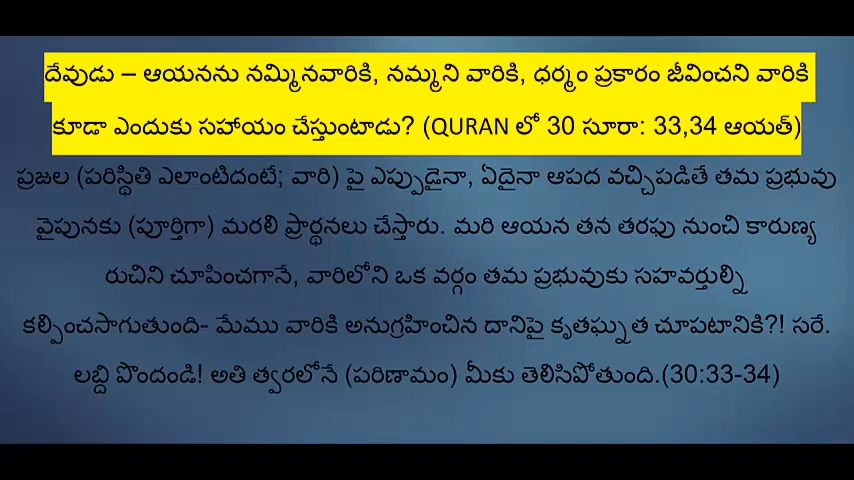 దేవుడు – ఆయనను నమ్మినవారికి, నమ్మని వారికి, ధర్మం ప్రకారం జీవించని వారికి
కూడా ఎందుకు సహాయం చేస్తుంటాడు? (QURAN లో 30 సూరా: 33,34 ఆయత్)
ప్రజల (పరిస్థితి ఎలాంటిదంటే; వారి) పై ఎప్పుడైనా, ఏదైనా ఆపద వచ్చిపడితే తమ ప్రభువు
వైపునకు (పూర్తిగా) మరలి ప్రార్థనలు చేస్తారు. మరి ఆయన తన తరఫు నుంచి కారుణ్య
రుచిని చూపించగానే, వారిలోని ఒక వర్గం తమ ప్రభువుకు సహవర్తుల్ని
కల్పించసాగుతుంది- మేము వారికి అనుగ్రహించిన దానిపై కృతఘ్నత చూపటానికి?! సరే.
లబ్ది పొందండి! అతి త్వరలోనే (పరిణామం) మీకు తెలిసిపోతుంది.(30:33-34)